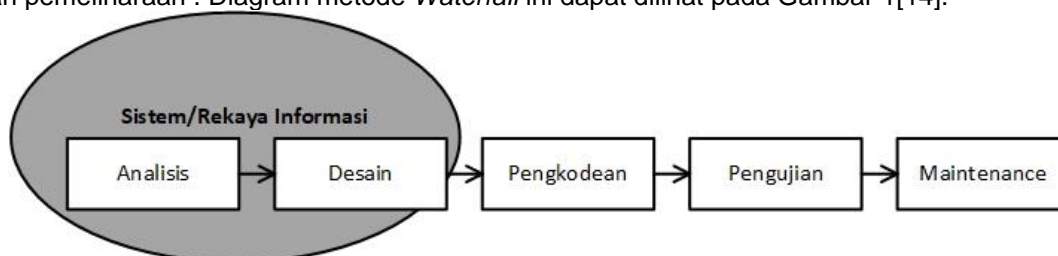 pemeliharaan . Diagram metode Waterfall ini dapat dilihat pada Gambar 1[14].
Sistem/Rekaya Informasi
Analisis
Desain
Pengkodean
Pengujian
Maintenance